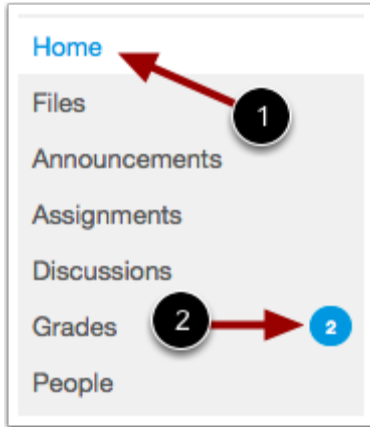 Home
1
Files
Announcements
Assignments
Discussions
Grades 2 2
People